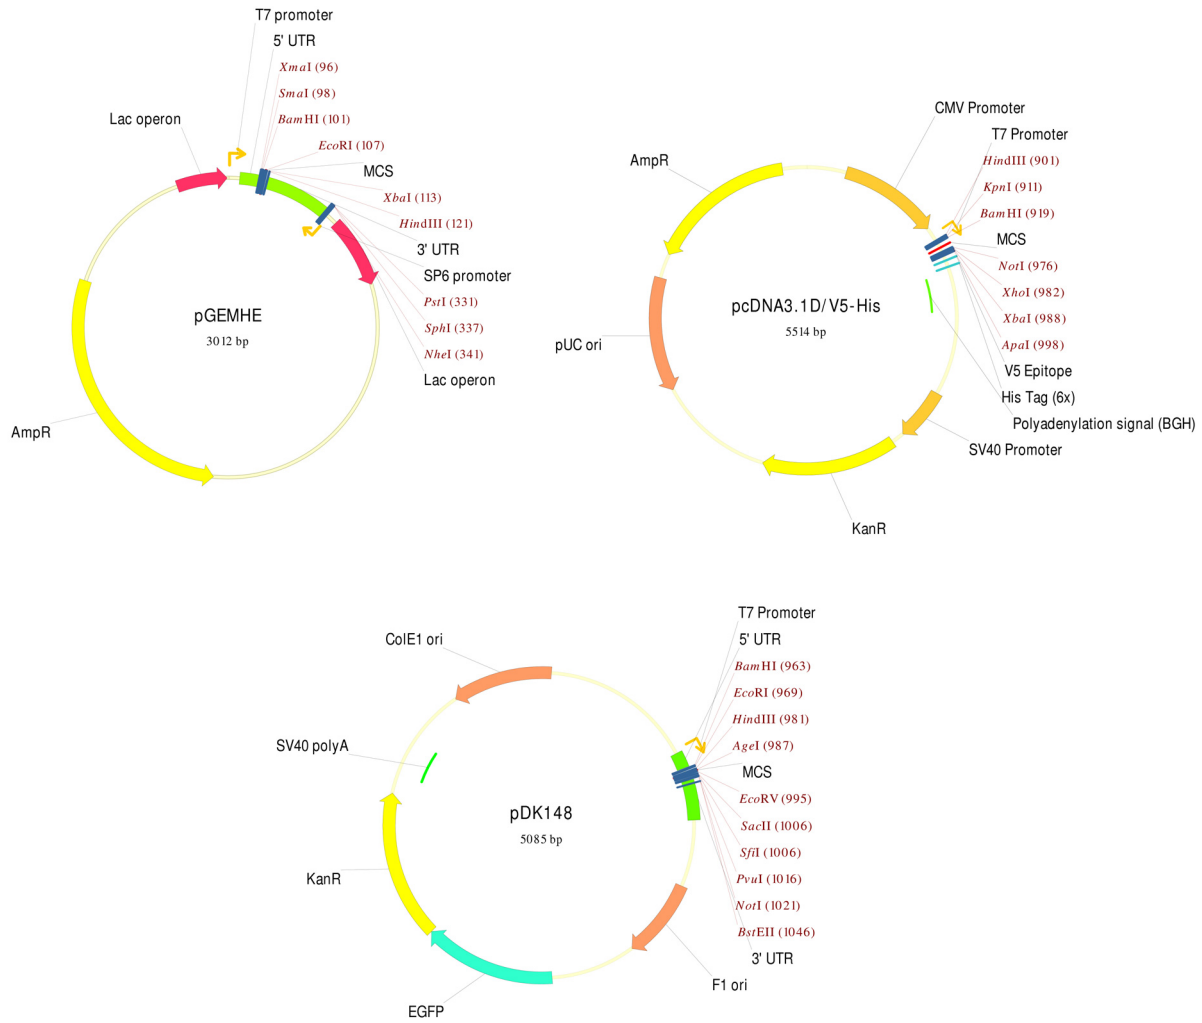 T7 promoter
5' UTR
XmaI (96)
SmaI (98)
BamHI (101)
EcoRI (107)
MCS
XbaI (113)
HindIII (121)
3' UTR
SP6 promoter
PstI (331)
SphI (337)
NheI (341)
Lac operon
Lac operon
AmpR
pGEMHE
3012 bp
CMV Promoter
T7 Promoter
HindIII (901)
KpnI (911)
BamHI (919)
MCS
NotI (976)
XhoI (982)
XbaI (988)
ApaI (998)
V5 Epitope
His Tag (6x)
Polyadenylation signal (BGH)
SV40 Promoter
KanR
pUC ori
AmpR
pcDNA3.1D/V5-His
5514 bp
T7 Promoter
5' UTR
BamHI (963)
EcoRI (969)
HindIII (981)
AgeI (987)
MCS
EcoRV (995)
SacII (1006)
SfiI (1006)
PvuI (1016)
NotI (1021)
BstEII (1046)
3' UTR
F1 ori
EGFP
KanR
SV40 polyA
ColE1 ori
pDK148
5085 bp